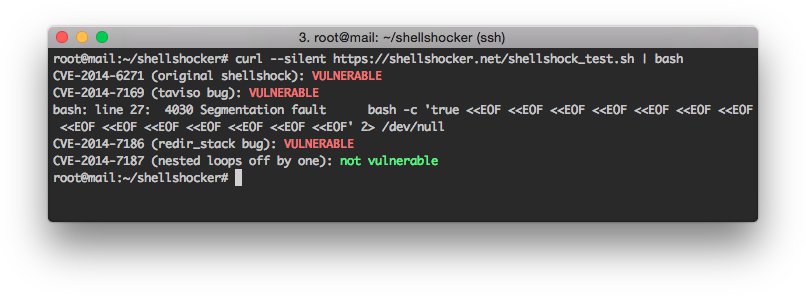 3. root@mail: ~/shellshocker (ssh)
root@mail:~/shellshocker# curl --silent https://shellshocker.net/shellshock_test.sh | bash
CVE-2014-6271 (original shellshock): VULNERABLE
CVE-2014-7169 (taviso bug): VULNERABLE
bash: line 27:  4030 Segmentation fault      bash -c 'true <<EOF <<EOF <<EOF <<EOF <<EOF <<EOF <<EOF <<EOF
<<EOF <<EOF <<EOF <<EOF <<EOF <<EOF <<EOF' 2> /dev/null
CVE-2014-7186 (redir_stack bug): VULNERABLE
CVE-2014-7187 (nested loops off by one): not vulnerable
root@mail:~/shellshocker#